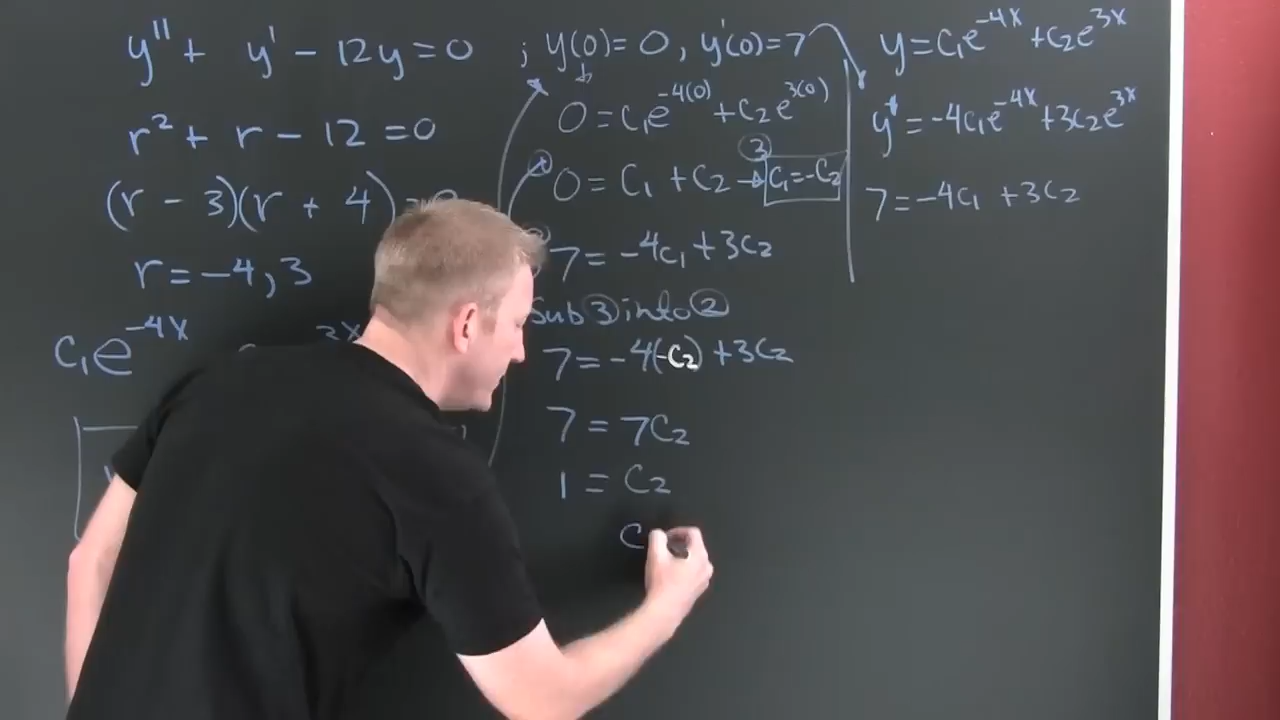 y'' + y' - 12y = 0 ; y(0) = 0, y'(0) = 7
r² + r - 12 = 0
(r - 3)(r + 4)
r = -4, 3
c₁e^-4x
3x
0 = c₁e^-4(0) + c₂e^3(0)
③
0 = c₁ + c₂ → c₁ = -c₂
7 = -4c₁ + 3c₂
Sub ③ into ②
7 = -4(-c₂) + 3c₂
7 = 7c₂
1 = c₂
c
y = c₁e^-4x + c₂e^3x
y' = -4c₁e^-4x + 3c₂e^3x
7 = -4c₁ + 3c₂